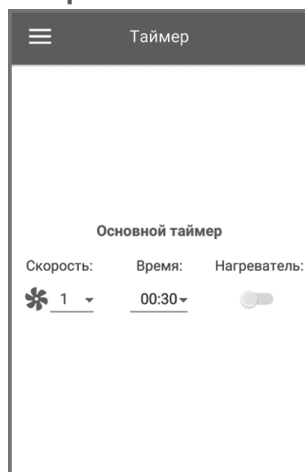 Таймер
Основной таймер
Скорость: Время: Нагреватель:
1 00:30